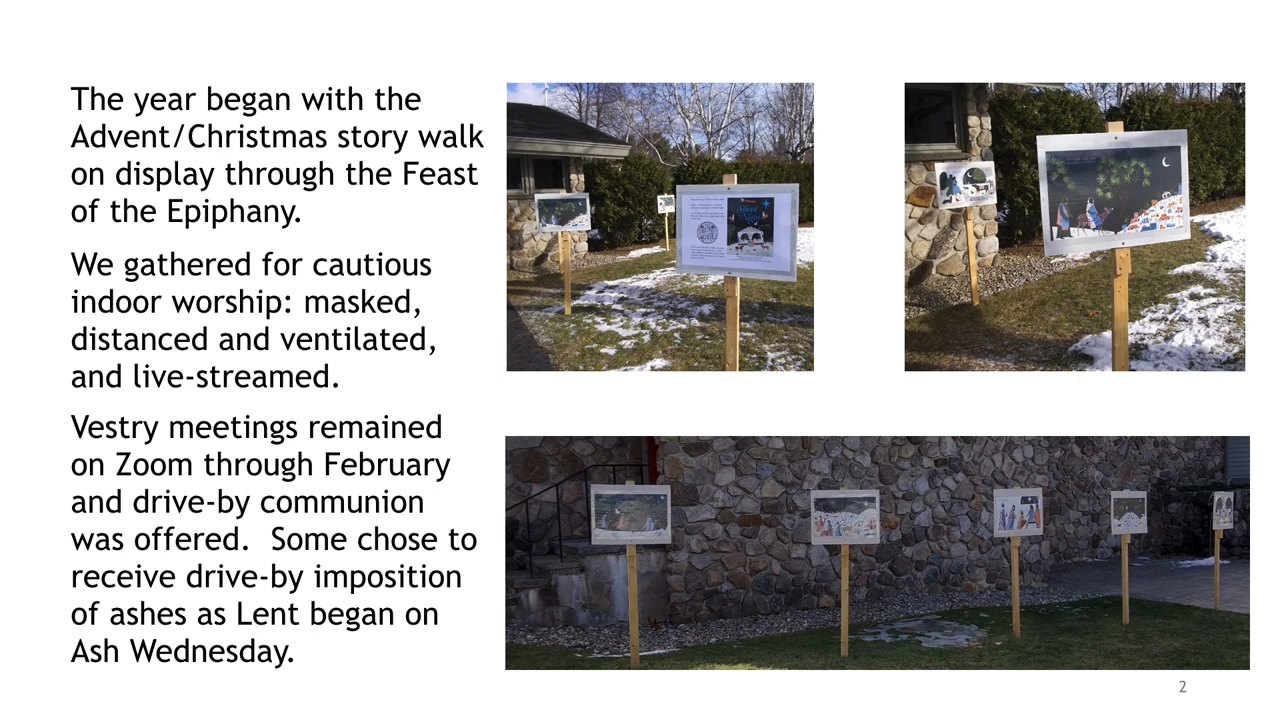 The year began with the
Advent/Christmas story walk
on display through the Feast
of the Epiphany.
We gathered for cautious
indoor worship: masked,
distanced and ventilated,
and live-streamed.
Vestry meetings remained
on Zoom through February
and drive-by communion
was offered.  Some chose to
receive drive-by imposition
of ashes as Lent began on
Ash Wednesday.
2